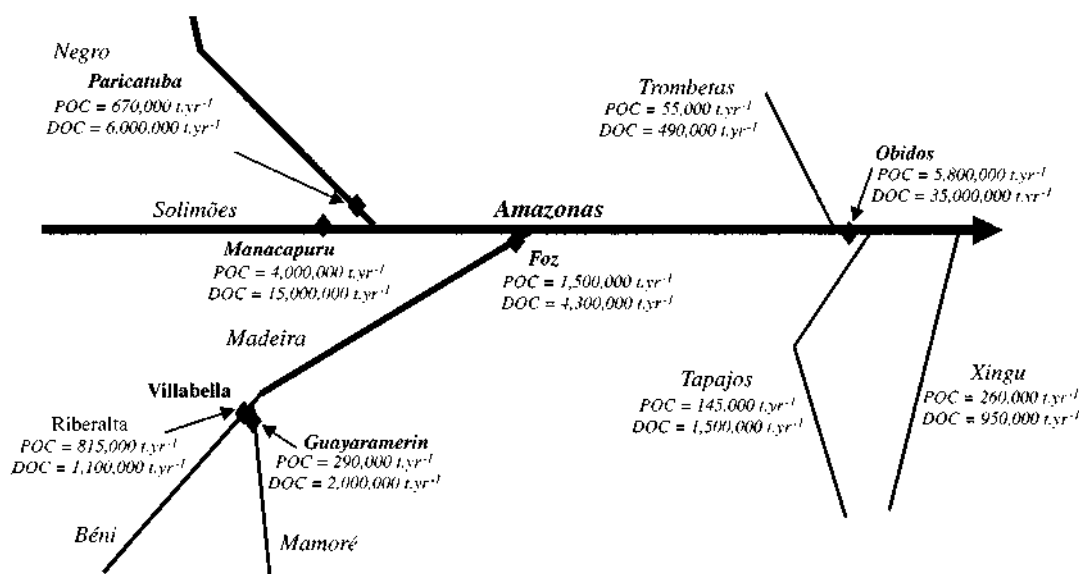 Negro
Paricatuba
POC = 670,000 t.yr⁻¹
DOC = 6,000,000 t.yr⁻¹
Trombetas
POC = 55,000 t.yr⁻¹
DOC = 490,000 t.yr⁻¹
Obidos
POC = 5,800,000 t.yr⁻¹
DOC = 35,000,000 t.yr⁻¹
Solimões
Amazonas
Manacapuru
POC = 4,000,000 t.yr⁻¹
DOC = 15,000,000 t.yr⁻¹
Foz
POC = 1,500,000 t.yr⁻¹
DOC = 4,300,000 t.yr⁻¹
Madeira
Villabella
Riberalta
POC = 815,000 t.yr⁻¹
DOC = 1,100,000 t.yr⁻¹
Guayaramerin
POC = 290,000 t.yr⁻¹
DOC = 2,000,000 t.yr⁻¹
Tapajos
POC = 145,000 t.yr⁻¹
DOC = 1,500,000 t.yr⁻¹
Xingu
POC = 260,000 t.yr⁻¹
DOC = 950,000 t.yr⁻¹
Béni
Mamoré